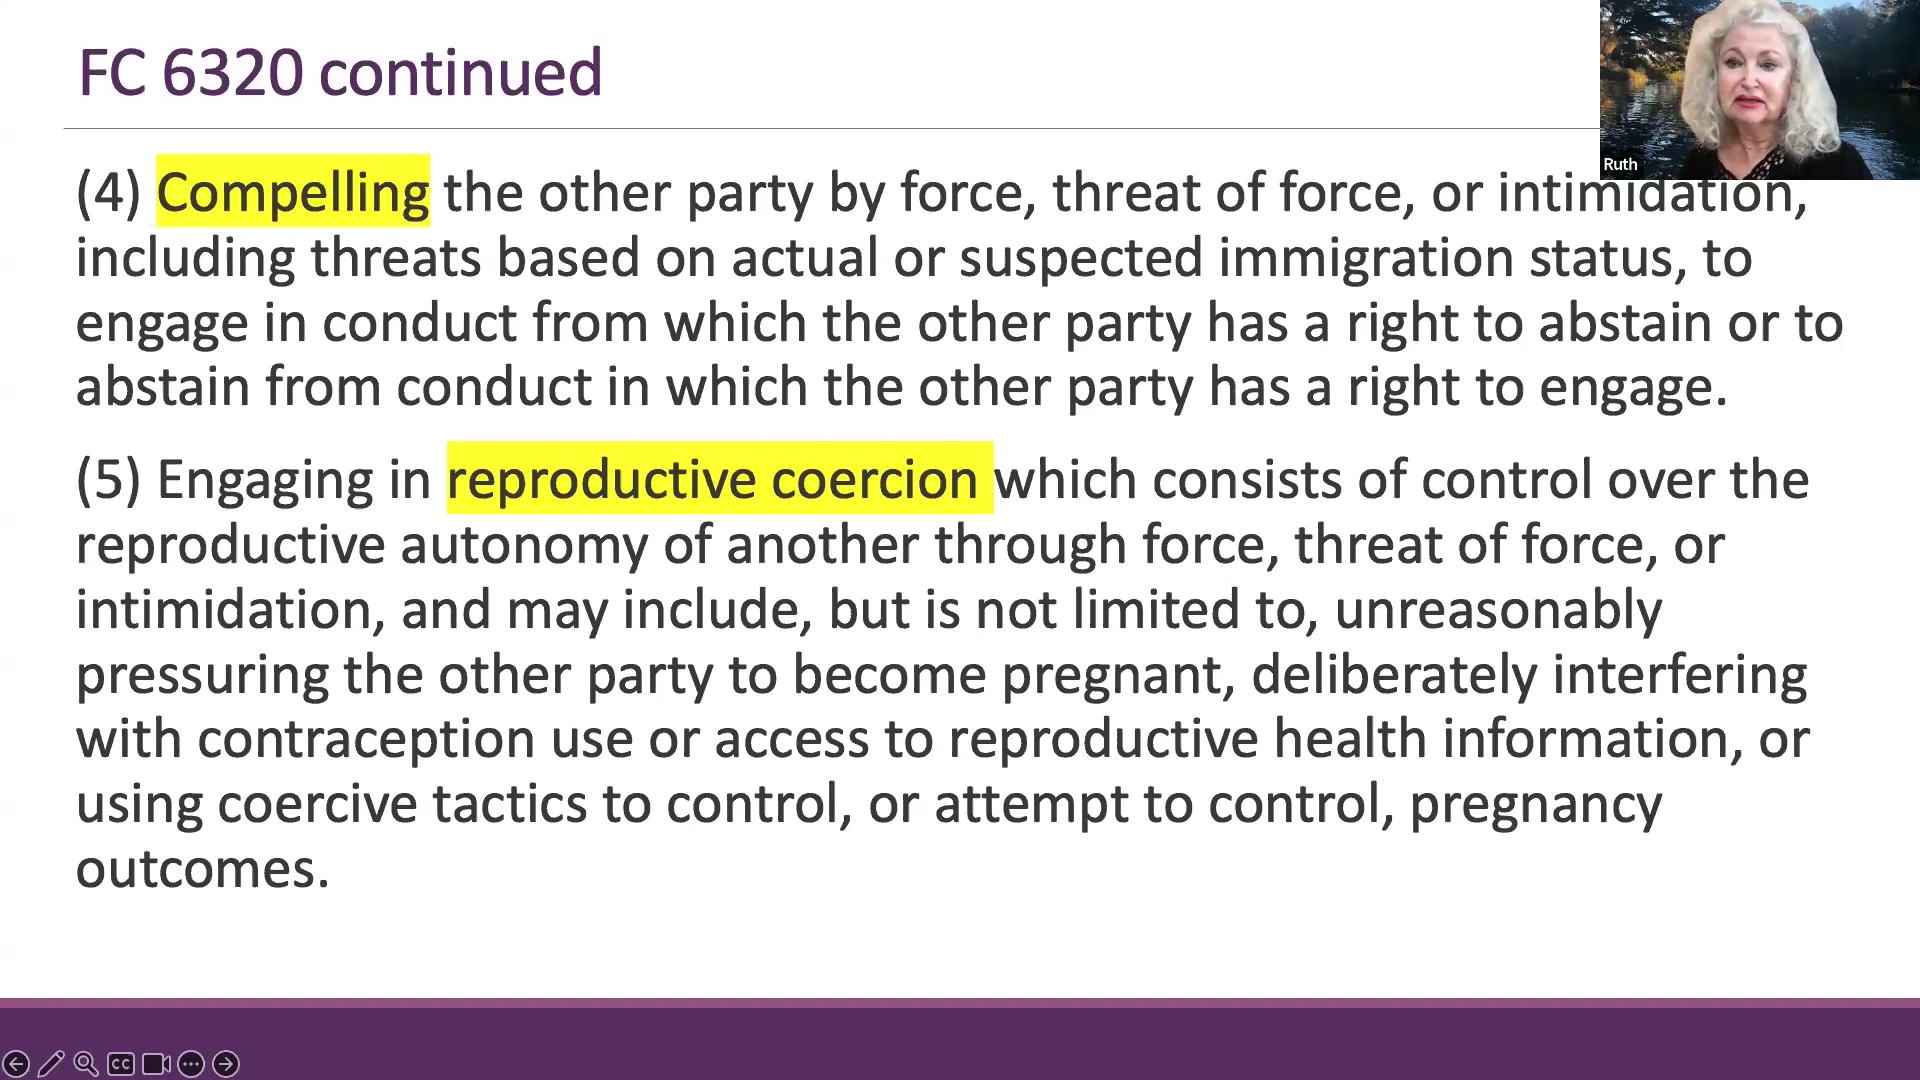 FC 6320 continued
Ruth
(4) Compelling the other party by force, threat of force, or intimidation,
including threats based on actual or suspected immigration status, to
engage in conduct from which the other party has a right to abstain or to
abstain from conduct in which the other party has a right to engage.
(5) Engaging in reproductive coercion which consists of control over the
reproductive autonomy of another through force, threat of force, or
intimidation, and may include, but is not limited to, unreasonably
pressuring the other party to become pregnant, deliberately interfering
with contraception use or access to reproductive health information, or
using coercive tactics to control, or attempt to control, pregnancy
outcomes.
CC